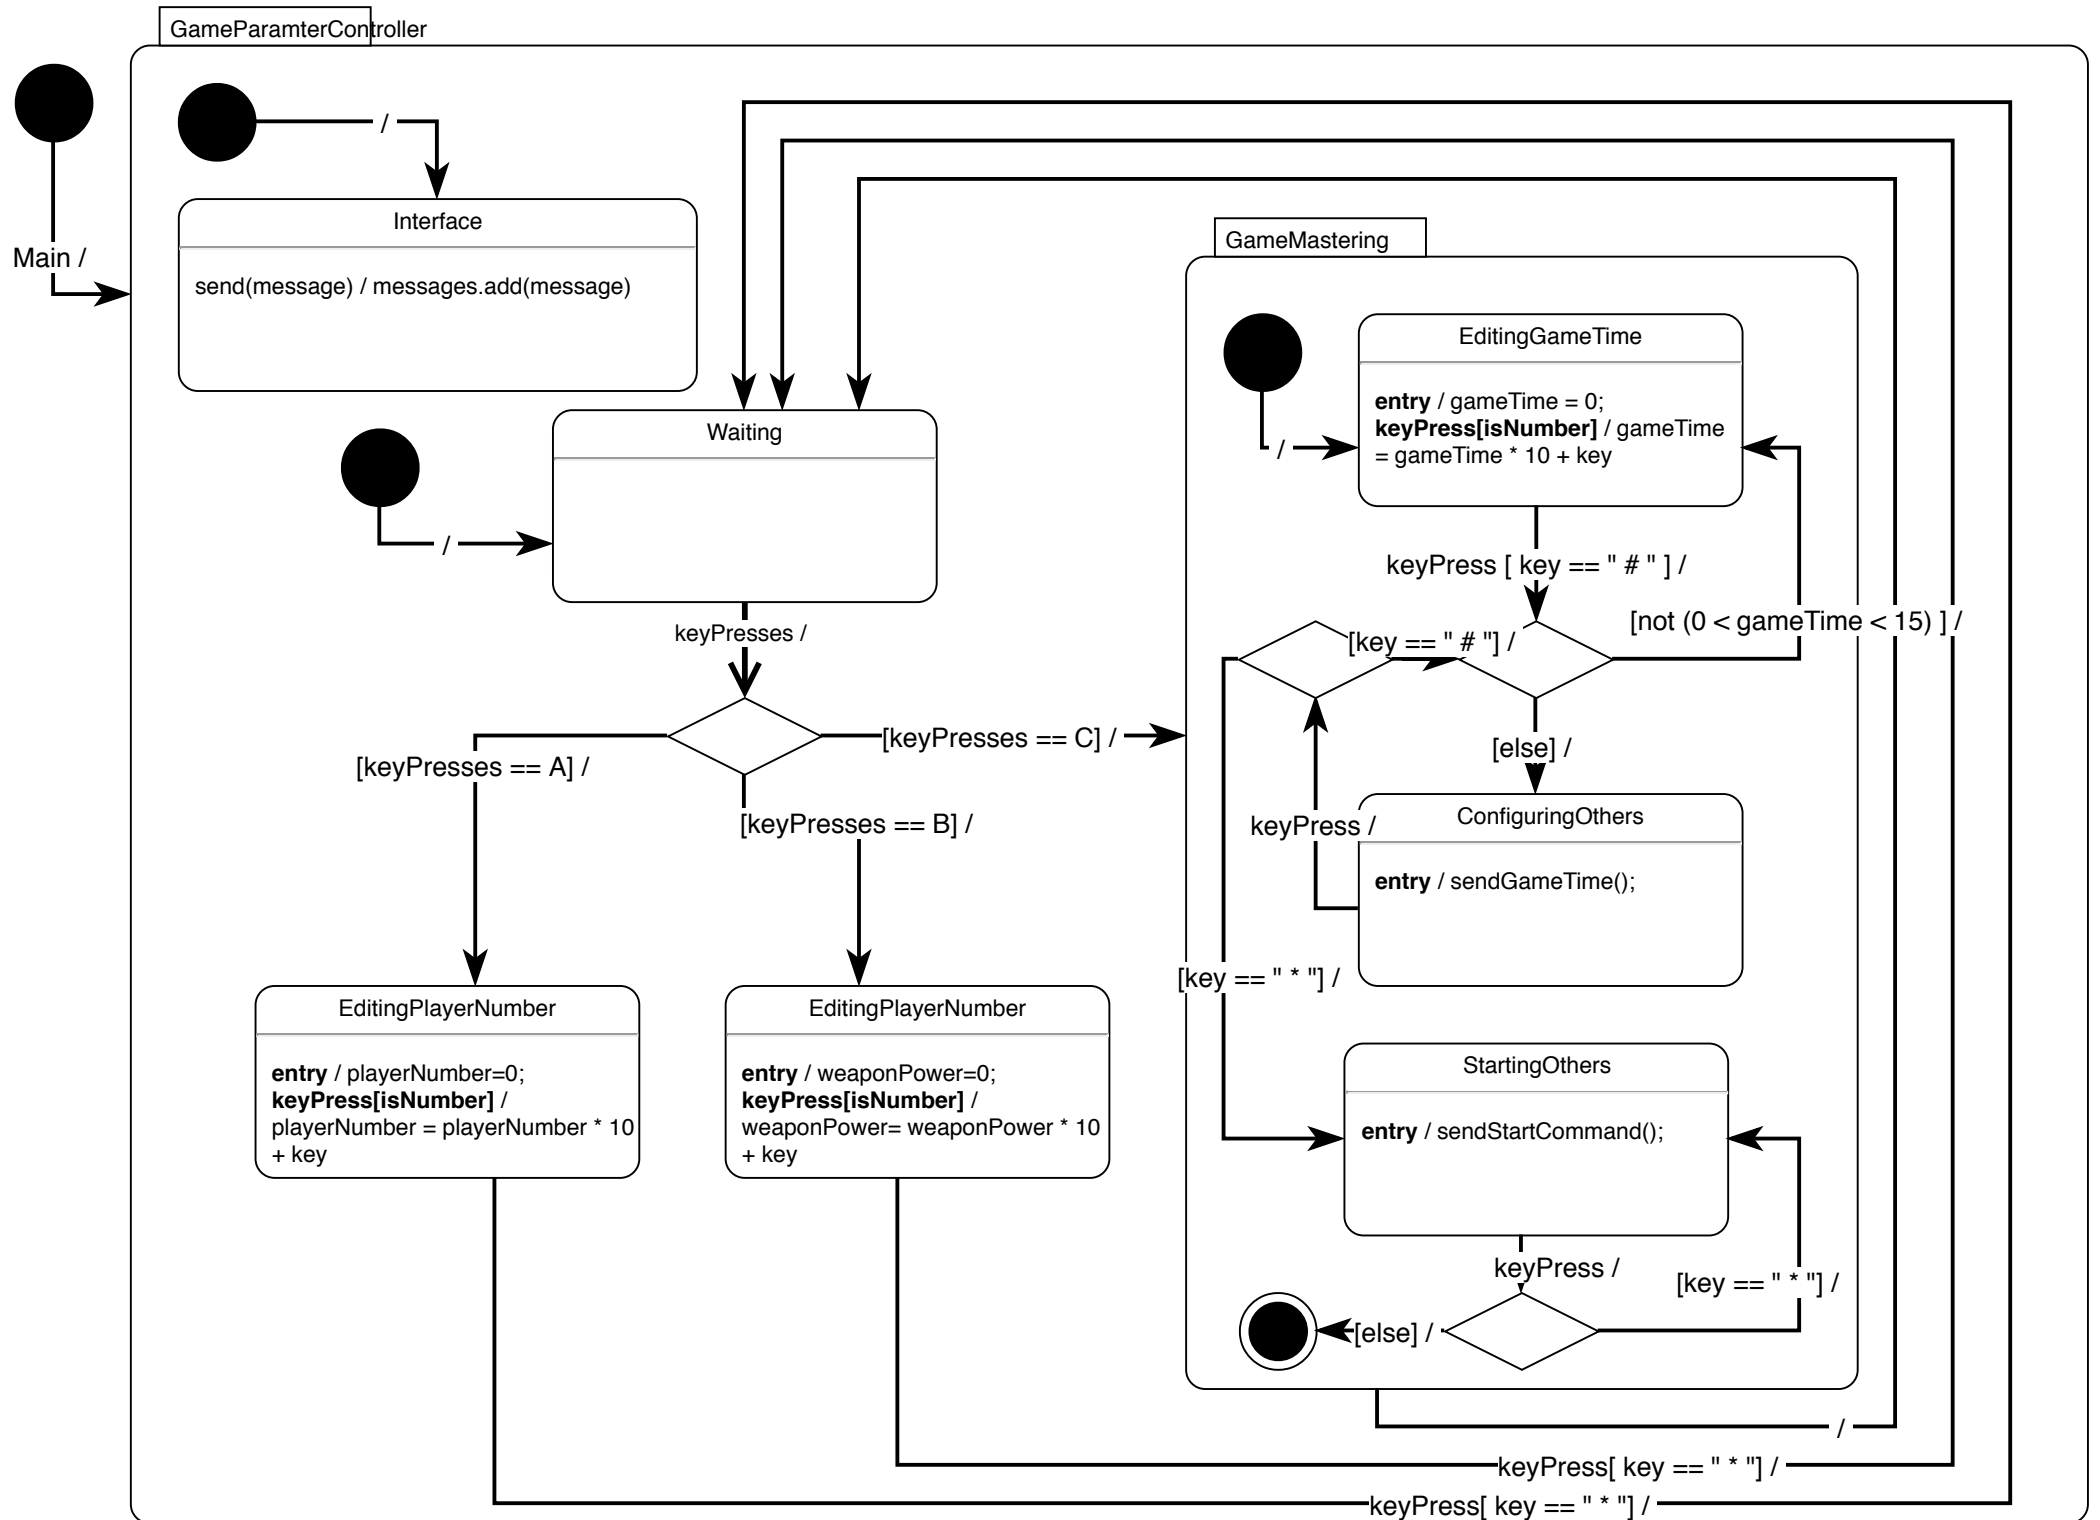 GameParamterController
/
Main /
Interface
send(message) / messages.add(message)
GameMastering
EditingGameTime
entry / gameTime = 0;
keyPress[isNumber] / gameTime
= gameTime * 10 + key
/
Waiting
/
keyPresses /
keyPress [ key == " # " ] /
[not (0 < gameTime < 15) ] /
[key == " # "] /
[keyPresses == A] /
[keyPresses == C] /
[keyPresses == B] /
[else] /
keyPress /
ConfiguringOthers
entry / sendGameTime();
[key == " * "] /
EditingPlayerNumber
entry / playerNumber=0;
keyPress[isNumber] /
playerNumber = playerNumber * 10
+ key
EditingPlayerNumber
entry / weaponPower=0;
keyPress[isNumber] /
weaponPower= weaponPower * 10
+ key
StartingOthers
entry / sendStartCommand();
keyPress /
[key == " * "] /
[else] /
/
keyPress[ key == " * "] /
keyPress[ key == " * "] /